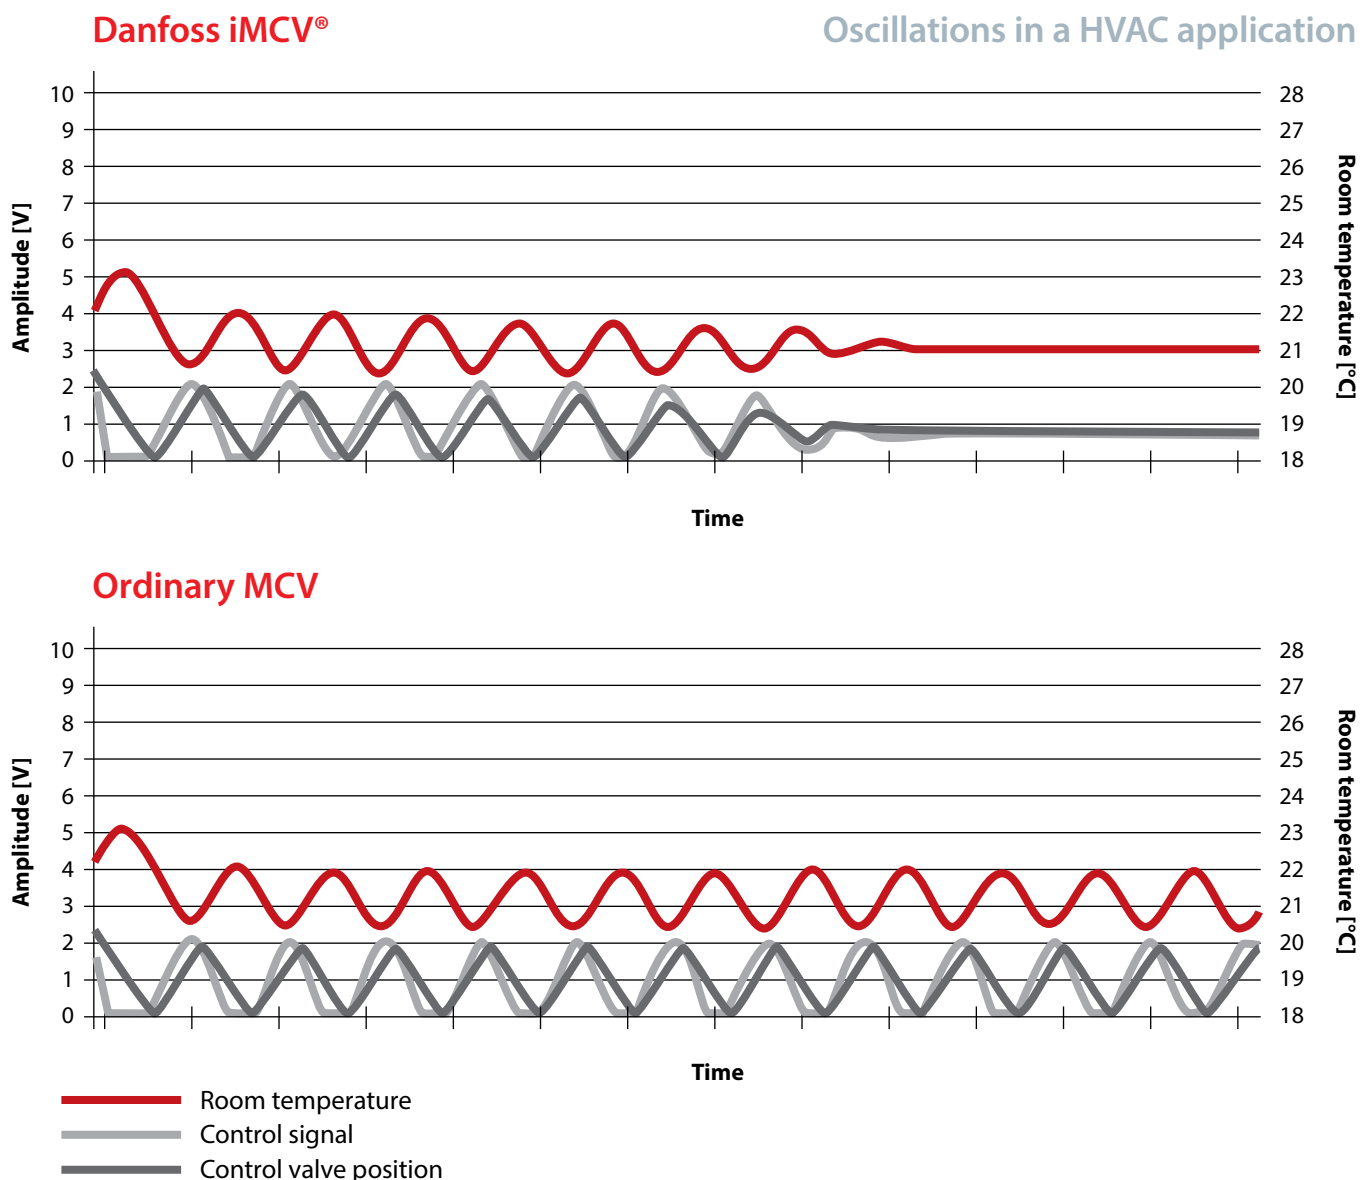 Danfoss iMCV® Oscillations in a HVAC application
10 28
9 27
8 26
7 25
6 24
5 23
4 22
3 21
2 20
1 19
0 18
Amplitude [V]
Room temperature [°C]
Time
Ordinary MCV
10 28
9 27
8 26
7 25
6 24
5 23
4 22
3 21
2 20
1 19
0 18
Amplitude [V]
Room temperature [°C]
Time
Room temperature
Control signal
Control valve position